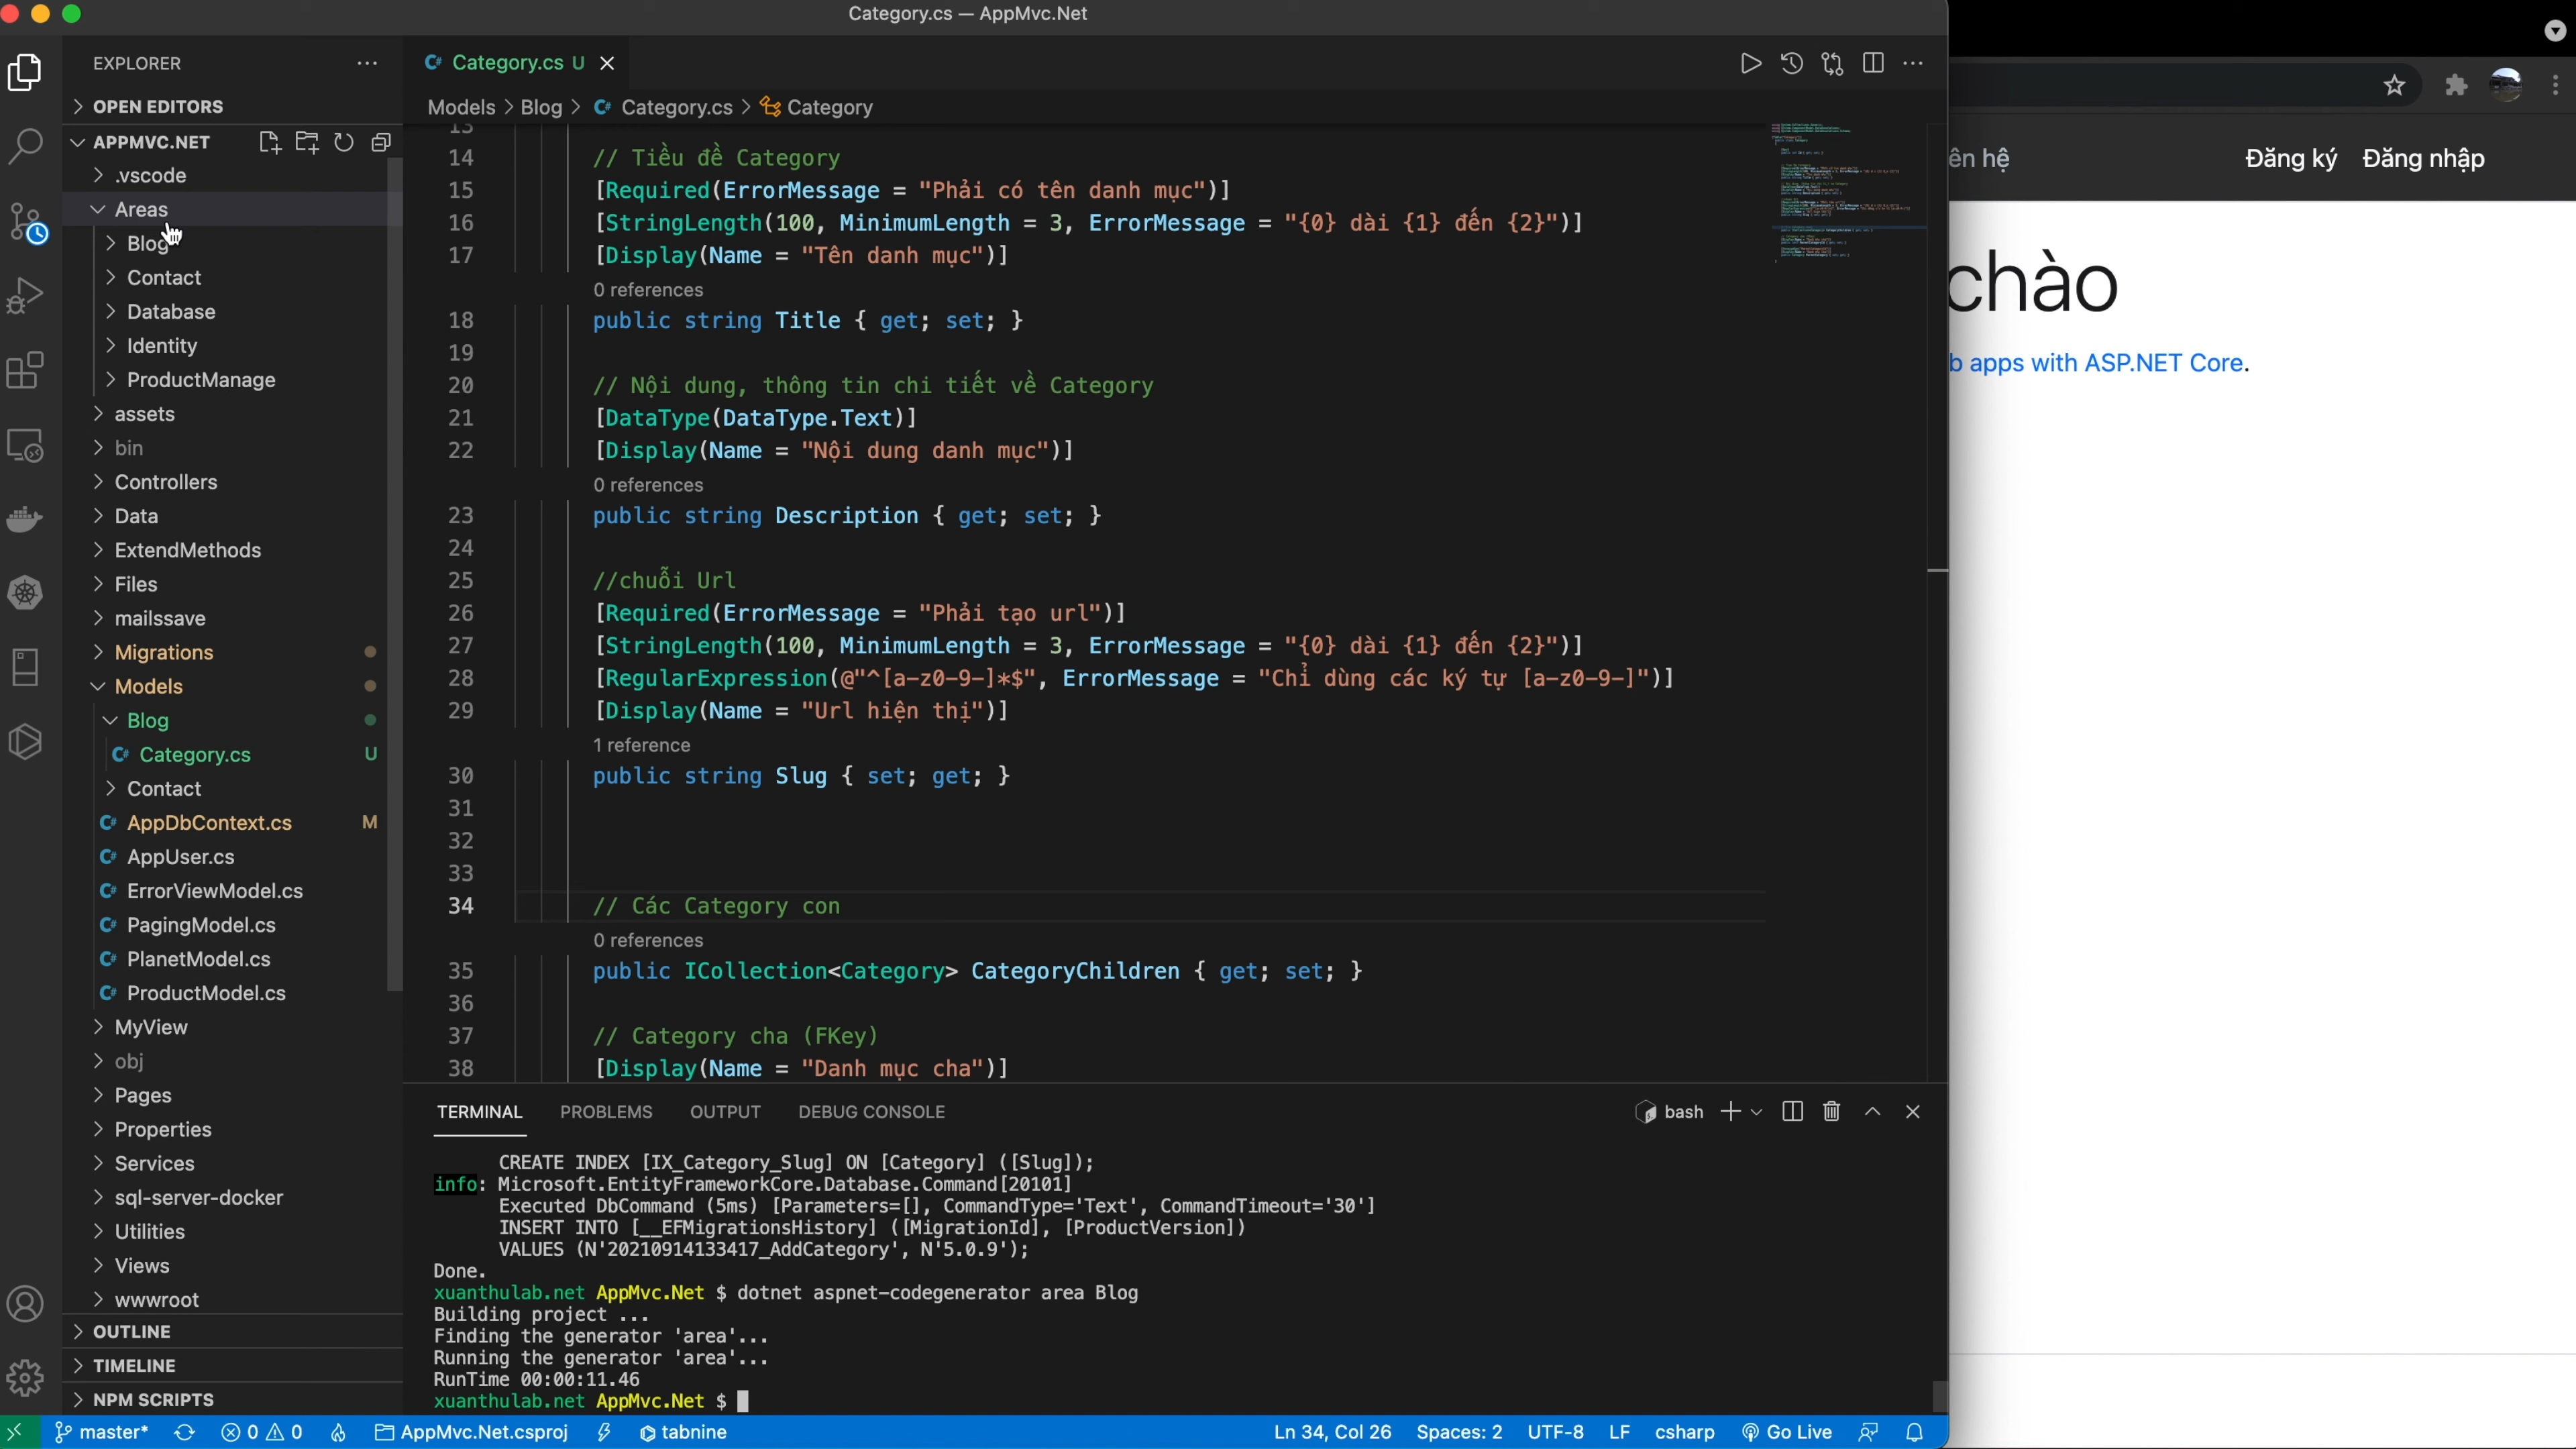 Category.cs — AppMvc.Net
EXPLORER
OPEN EDITORS
APPMVC.NET
.vscode
Areas
Blog
Contact
Database
Identity
ProductManage
assets
bin
Controllers
Data
ExtendMethods
Files
mailssave
Migrations
Models
Blog
Category.cs U
Contact
AppDbContext.cs M
AppUser.cs
ErrorViewModel.cs
PagingModel.cs
PlanetModel.cs
ProductModel.cs
MyView
obj
Pages
Properties
Services
sql-server-docker
Utilities
Views
wwwroot
OUTLINE
TIMELINE
NPM SCRIPTS
Category.cs U
Models > Blog > Category.cs > Category
13
14 // Tiều đề Category
15 [Required(ErrorMessage = "Phải có tên danh mục")]
16 [StringLength(100, MinimumLength = 3, ErrorMessage = "{0} dài {1} đến {2}")]
17 [Display(Name = "Tên danh mục")]
0 references
18 public string Title { get; set; }
19
20 // Nội dung, thông tin chi tiết về Category
21 [DataType(DataType.Text)]
22 [Display(Name = "Nội dung danh mục")]
0 references
23 public string Description { get; set; }
24
25 //chuỗi Url
26 [Required(ErrorMessage = "Phải tạo url")]
27 [StringLength(100, MinimumLength = 3, ErrorMessage = "{0} dài {1} đến {2}")]
28 [RegularExpression(@"^[a-z0-9-]*$", ErrorMessage = "Chỉ dùng các ký tự [a-z0-9-]")]
29 [Display(Name = "Url hiện thị")]
1 reference
30 public string Slug { set; get; }
31
32
33
34 // Các Category con
0 references
35 public ICollection<Category> CategoryChildren { get; set; }
36
37 // Category cha (FKey)
38 [Display(Name = "Danh mục cha")]
TERMINAL PROBLEMS OUTPUT DEBUG CONSOLE
bash
CREATE INDEX [IX_Category_Slug] ON [Category] ([Slug]);
info: Microsoft.EntityFrameworkCore.Database.Command[20101]
Executed DbCommand (5ms) [Parameters=[], CommandType='Text', CommandTimeout='30']
INSERT INTO [__EFMigrationsHistory] ([MigrationId], [ProductVersion])
VALUES (N'20210914133417_AddCategory', N'5.0.9');
Done.
xuanthulab.net AppMvc.Net $ dotnet aspnet-codegenerator area Blog
Building project ...
Finding the generator 'area'...
Running the generator 'area'...
RunTime 00:00:11.46
xuanthulab.net AppMvc.Net $
master* 0 0 AppMvc.Net.csproj tabnine Ln 34, Col 26 Spaces: 2 UTF-8 LF csharp Go Live
ên hệ Đăng ký Đăng nhập
chào
b apps with ASP.NET Core.